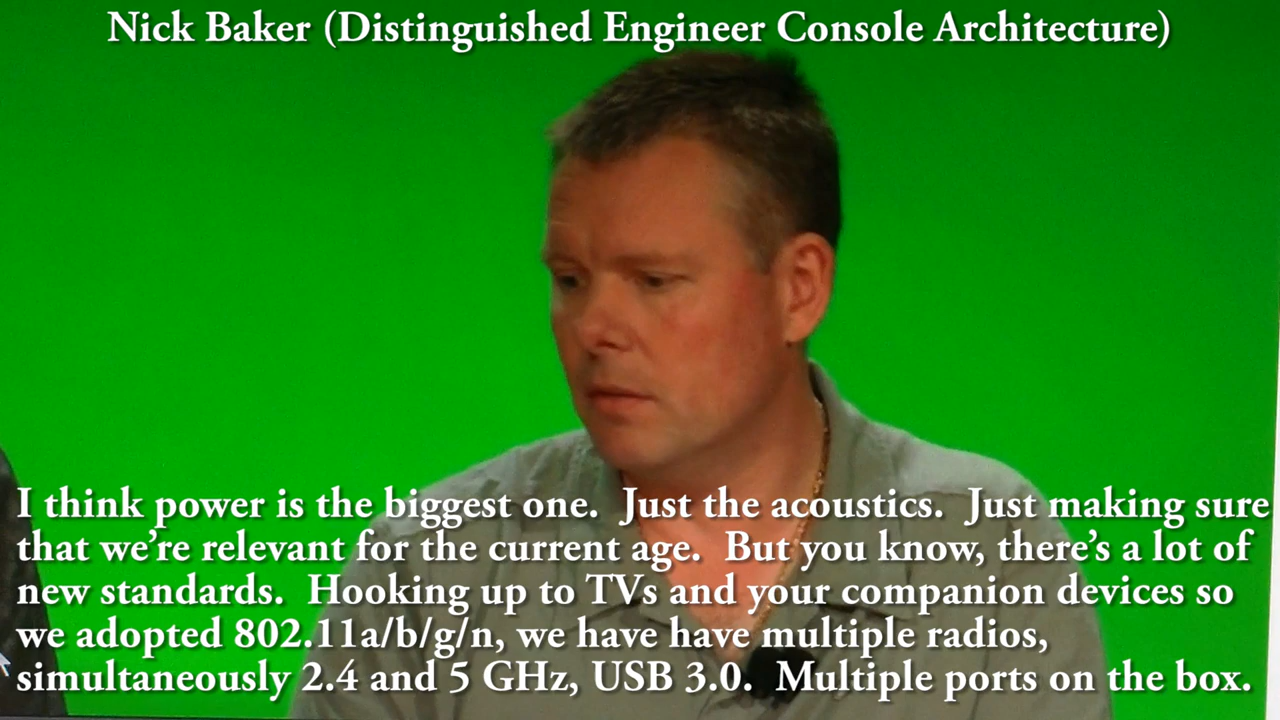 Nick Baker (Distinguished Engineer Console Architecture)
I think power is the biggest one.  Just the acoustics.  Just making sure
that we're relevant for the current age.  But you know, there's a lot of
new standards.  Hooking up to TVs and your companion devices so
we adopted 802.11a/b/g/n, we have have multiple radios,
simultaneously 2.4 and 5 GHz, USB 3.0.  Multiple ports on the box.